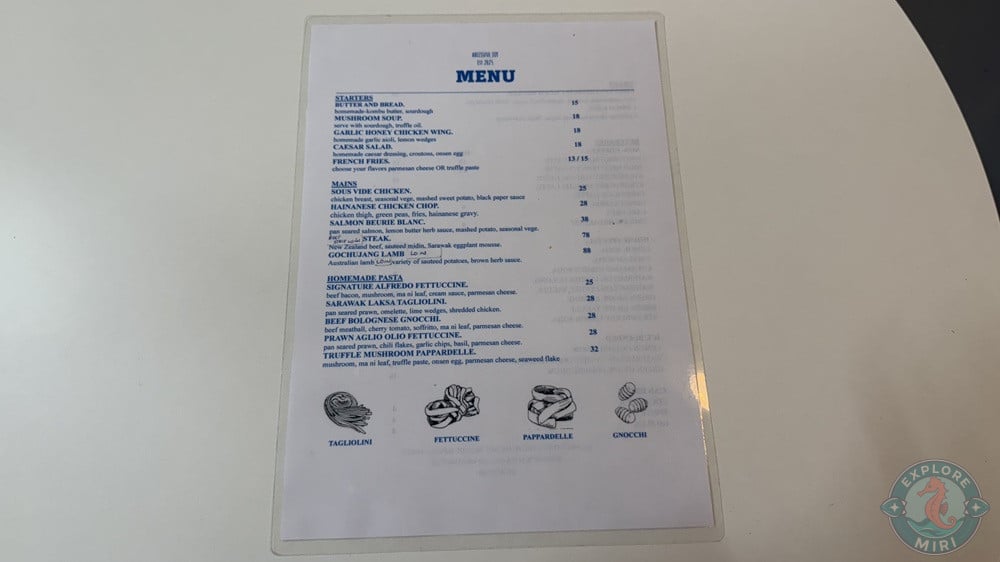 EST 2025
MENU
STARTERS
BUTTER AND BREAD. 15
homemade-kombu butter, sourdough
MUSHROOM SOUP. 18
serve with sourdough, truffle oil.
GARLIC HONEY CHICKEN WING. 18
homemade garlic aioli, lemon wedges
CAESAR SALAD. 18
homemade caesar dressing, croutons, onsen egg
FRENCH FRIES. 13 / 15
choose your flavors parmesan cheese OR truffle paste
MAINS
SOUS VIDE CHICKEN. 25
chicken breast, seasonal vege, mashed sweet potato, black paper sauce
HAINANESE CHICKEN CHOP. 28
chicken thigh, green peas, fries, hainanese gravy.
SALMON BEURIE BLANC. 38
pan seared salmon, lemon butter herb sauce, mashed potato, seasonal vege.
STEAK. 78
New Zealand beef, sauteed midin, Sarawak eggplant mousse.
GOCHUJANG LAMB LOIN 88
Australian lamb loin variety of sauteed potatoes, brown herb sauce.
HOMEMADE PASTA
SIGNATURE ALFREDO FETTUCCINE. 25
beef bacon, mushroom, ma ni leaf, cream sauce, parmesan cheese.
SARAWAK LAKSA TAGLIOLINI. 28
pan seared prawn, omelette, lime wedges, shredded chicken.
BEEF BOLOGNESE GNOCCHI. 28
beef meatball, cherry tomato, soffritto, ma ni leaf, parmesan cheese.
PRAWN AGLIO OLIO FETTUCCINE. 28
pan seared prawn, chili flakes, garlic chips, basil, parmesan cheese.
TRUFFLE MUSHROOM PAPPARDELLE. 32
mushroom, ma ni leaf, truffle paste, onsen egg, parmesan cheese, seaweed flake
TAGLIOLINI FETTUCCINE PAPPARDELLE GNOCCHI
EXPLORE
MIRI